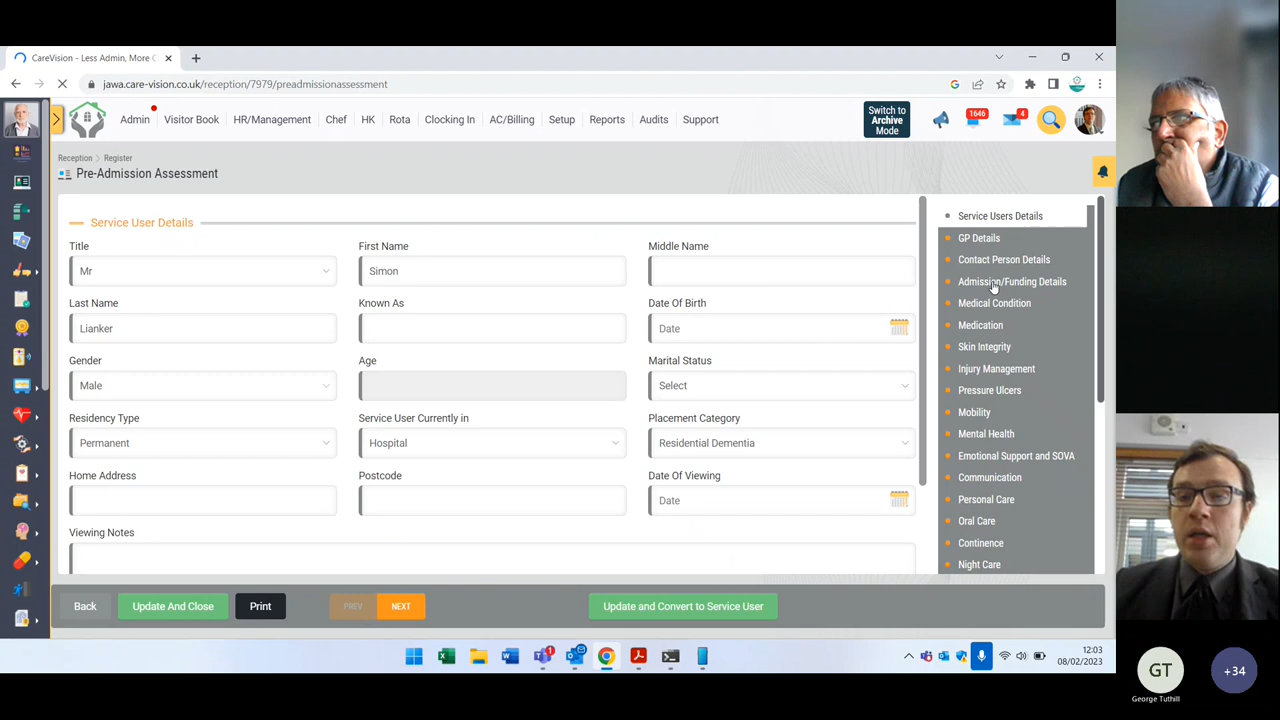 CareVision - Less Admin, More C
jawa.care-vision.co.uk/reception/7979/preadmissionassessment
Admin Visitor Book HR/Management Chef HK Rota Clocking In AC/Billing Setup Reports Audits Support
Switch to
Archive
Mode
1646
4
Reception > Register
Pre-Admission Assessment
Service User Details
Title First Name Middle Name
Mr Simon
Last Name Known As Date Of Birth
Lianker Date
Gender Age Marital Status
Male Select
Residency Type Service User Currently in Placement Category
Permanent Hospital Residential Dementia
Home Address Postcode Date Of Viewing
Date
Viewing Notes
Service Users Details
GP Details
Contact Person Details
Admission/Funding Details
Medical Condition
Medication
Skin Integrity
Injury Management
Pressure Ulcers
Mobility
Mental Health
Emotional Support and SOVA
Communication
Personal Care
Oral Care
Continence
Night Care
Back Update And Close Print PREV NEXT Update and Convert to Service User
12:03
08/02/2023
GT
George Tuthill
+34